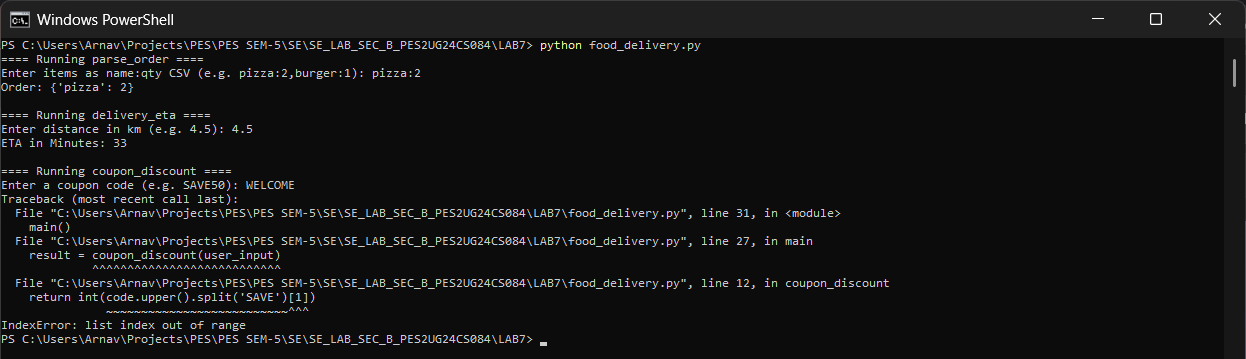 Windows PowerShell
PS C:\Users\Arnav\Projects\PES\PES SEM-5\SE\SE_LAB_SEC_B_PES2UG24CS084\LAB7> python food_delivery.py
==== Running parse_order ====
Enter items as name:qty CSV (e.g. pizza:2,burger:1): pizza:2
Order: {'pizza': 2}

==== Running delivery_eta ====
Enter distance in km (e.g. 4.5): 4.5
ETA in Minutes: 33

==== Running coupon_discount ====
Enter a coupon code (e.g. SAVE50): WELCOME
Traceback (most recent call last):
  File "C:\Users\Arnav\Projects\PES\PES SEM-5\SE\SE_LAB_SEC_B_PES2UG24CS084\LAB7\food_delivery.py", line 31, in <module>
    main()
  File "C:\Users\Arnav\Projects\PES\PES SEM-5\SE\SE_LAB_SEC_B_PES2UG24CS084\LAB7\food_delivery.py", line 27, in main
    result = coupon_discount(user_input)
             ^^^^^^^^^^^^^^^^^^^^^^^^^^^
  File "C:\Users\Arnav\Projects\PES\PES SEM-5\SE\SE_LAB_SEC_B_PES2UG24CS084\LAB7\food_delivery.py", line 12, in coupon_discount
    return int(code.upper().split('SAVE')[1])
               ~~~~~~~~~~~~~~~~~~~~~~~~~~^^^
IndexError: list index out of range
PS C:\Users\Arnav\Projects\PES\PES SEM-5\SE\SE_LAB_SEC_B_PES2UG24CS084\LAB7>